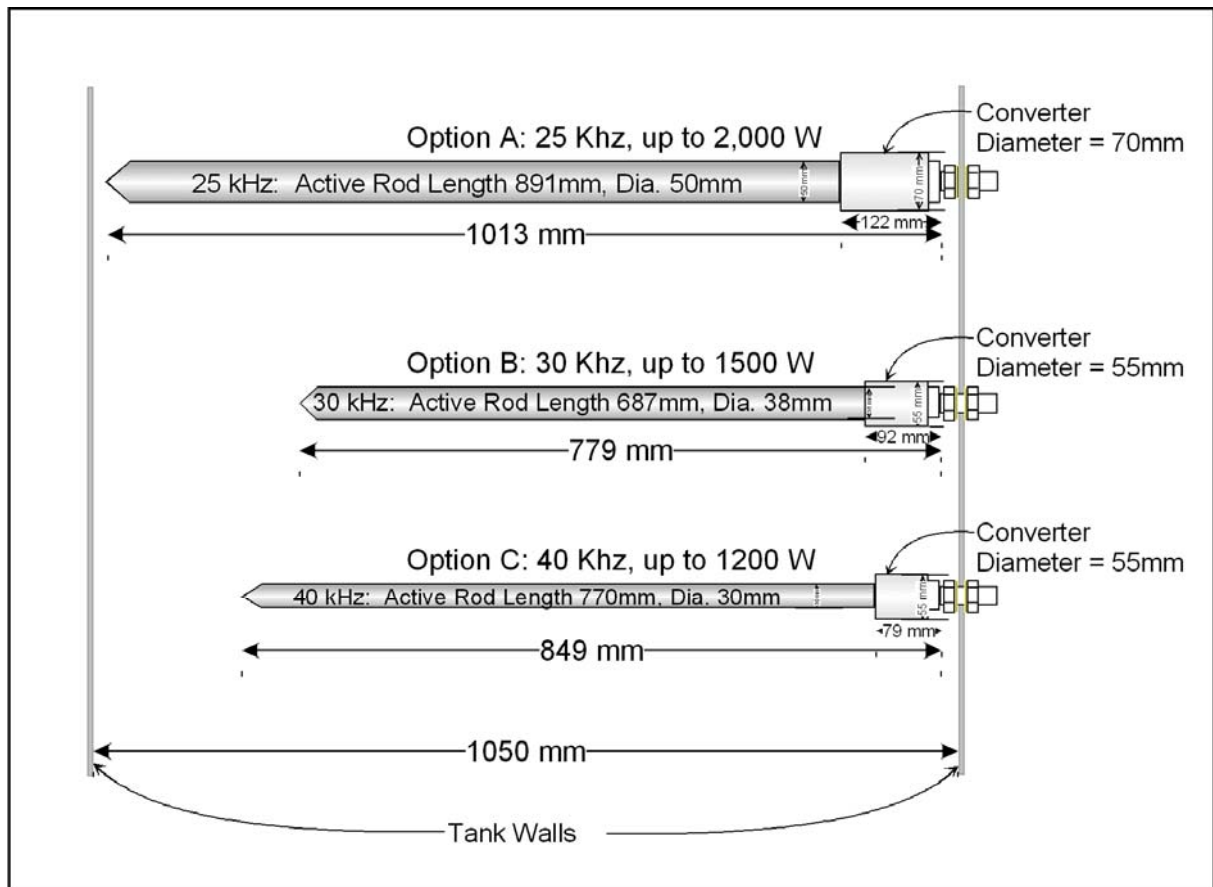 Option A: 25 Khz, up to 2,000 W
Converter
Diameter = 70mm
25 kHz: Active Rod Length 891mm, Dia. 50mm
50mm
70 mm
122 mm
1013 mm
Option B: 30 Khz, up to 1500 W
Converter
Diameter = 55mm
30 kHz: Active Rod Length 687mm, Dia. 38mm
55 mm
92 mm
779 mm
Option C: 40 Khz, up to 1200 W
Converter
Diameter = 55mm
40 kHz: Active Rod Length 770mm, Dia. 30mm
55 mm
79 mm
849 mm
1050 mm
Tank Walls